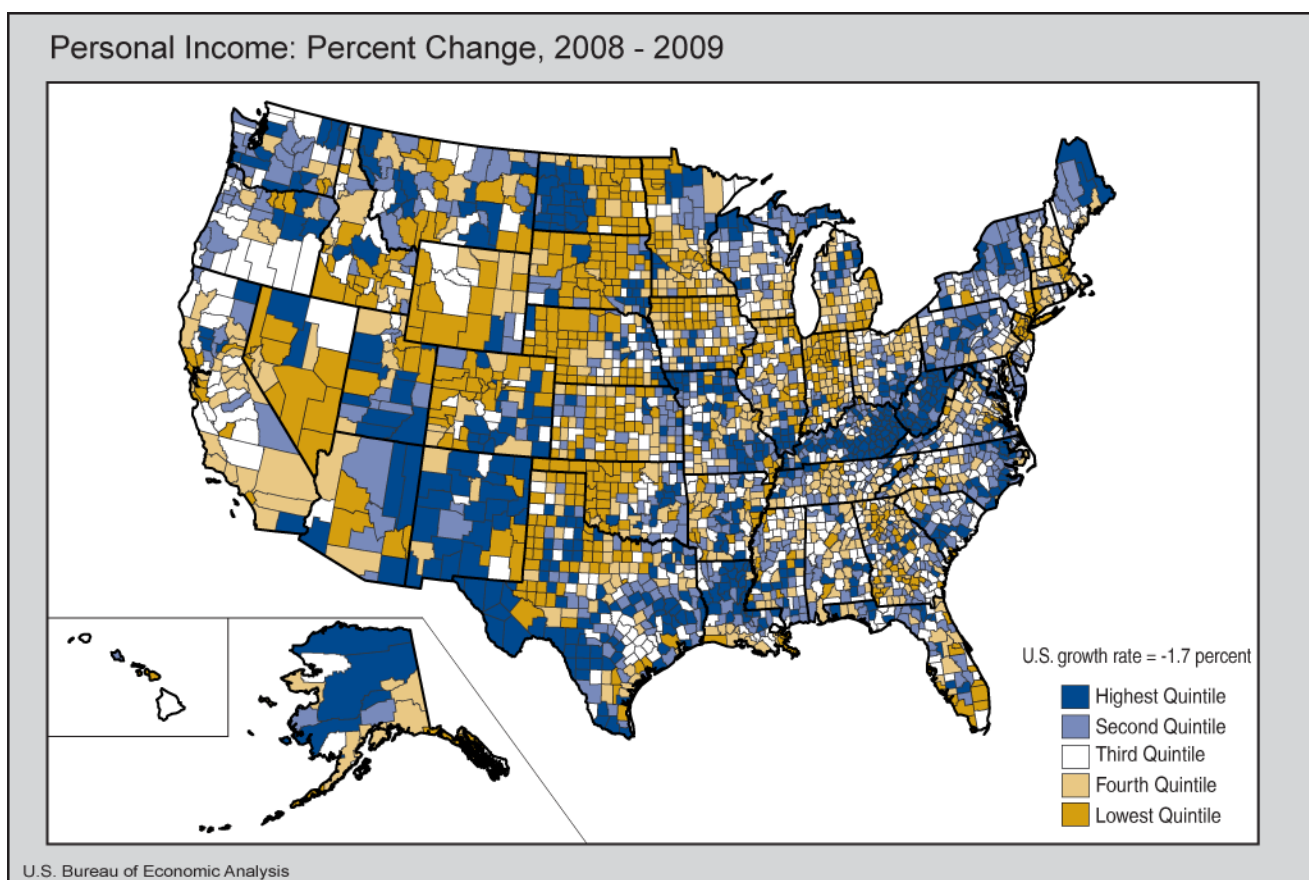 Personal Income: Percent Change, 2008 - 2009
U.S. growth rate = -1.7 percent
Highest Quintile
Second Quintile
Third Quintile
Fourth Quintile
Lowest Quintile
U.S. Bureau of Economic Analysis